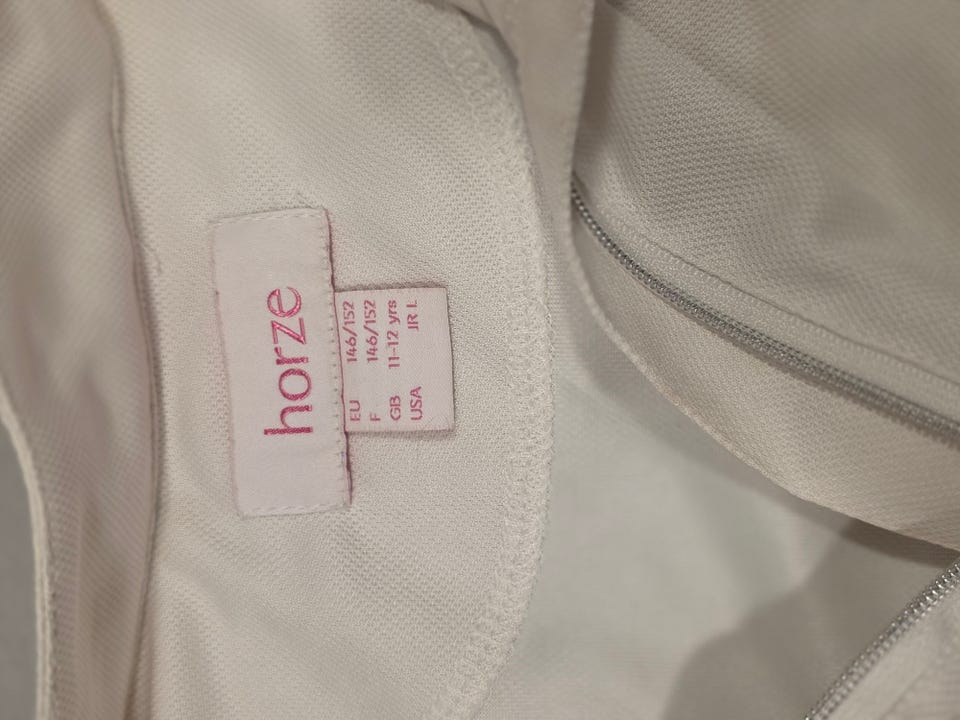 horze
EU 146/152
F 146/152
GB 11-12 yrs
USA JR L